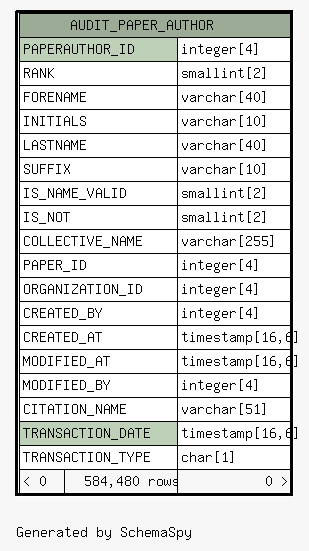 AUDIT_PAPER_AUTHOR
PAPERAUTHOR_ID integer[4]
RANK smallint[2]
FORENAME varchar[40]
INITIALS varchar[10]
LASTNAME varchar[40]
SUFFIX varchar[10]
IS_NAME_VALID smallint[2]
IS_NOT smallint[2]
COLLECTIVE_NAME varchar[255]
PAPER_ID integer[4]
ORGANIZATION_ID integer[4]
CREATED_BY integer[4]
CREATED_AT timestamp[16,6]
MODIFIED_AT timestamp[16,6]
MODIFIED_BY integer[4]
CITATION_NAME varchar[51]
TRANSACTION_DATE timestamp[16,6]
TRANSACTION_TYPE char[1]
< 0 584,480 rows 0 >
Generated by SchemaSpy